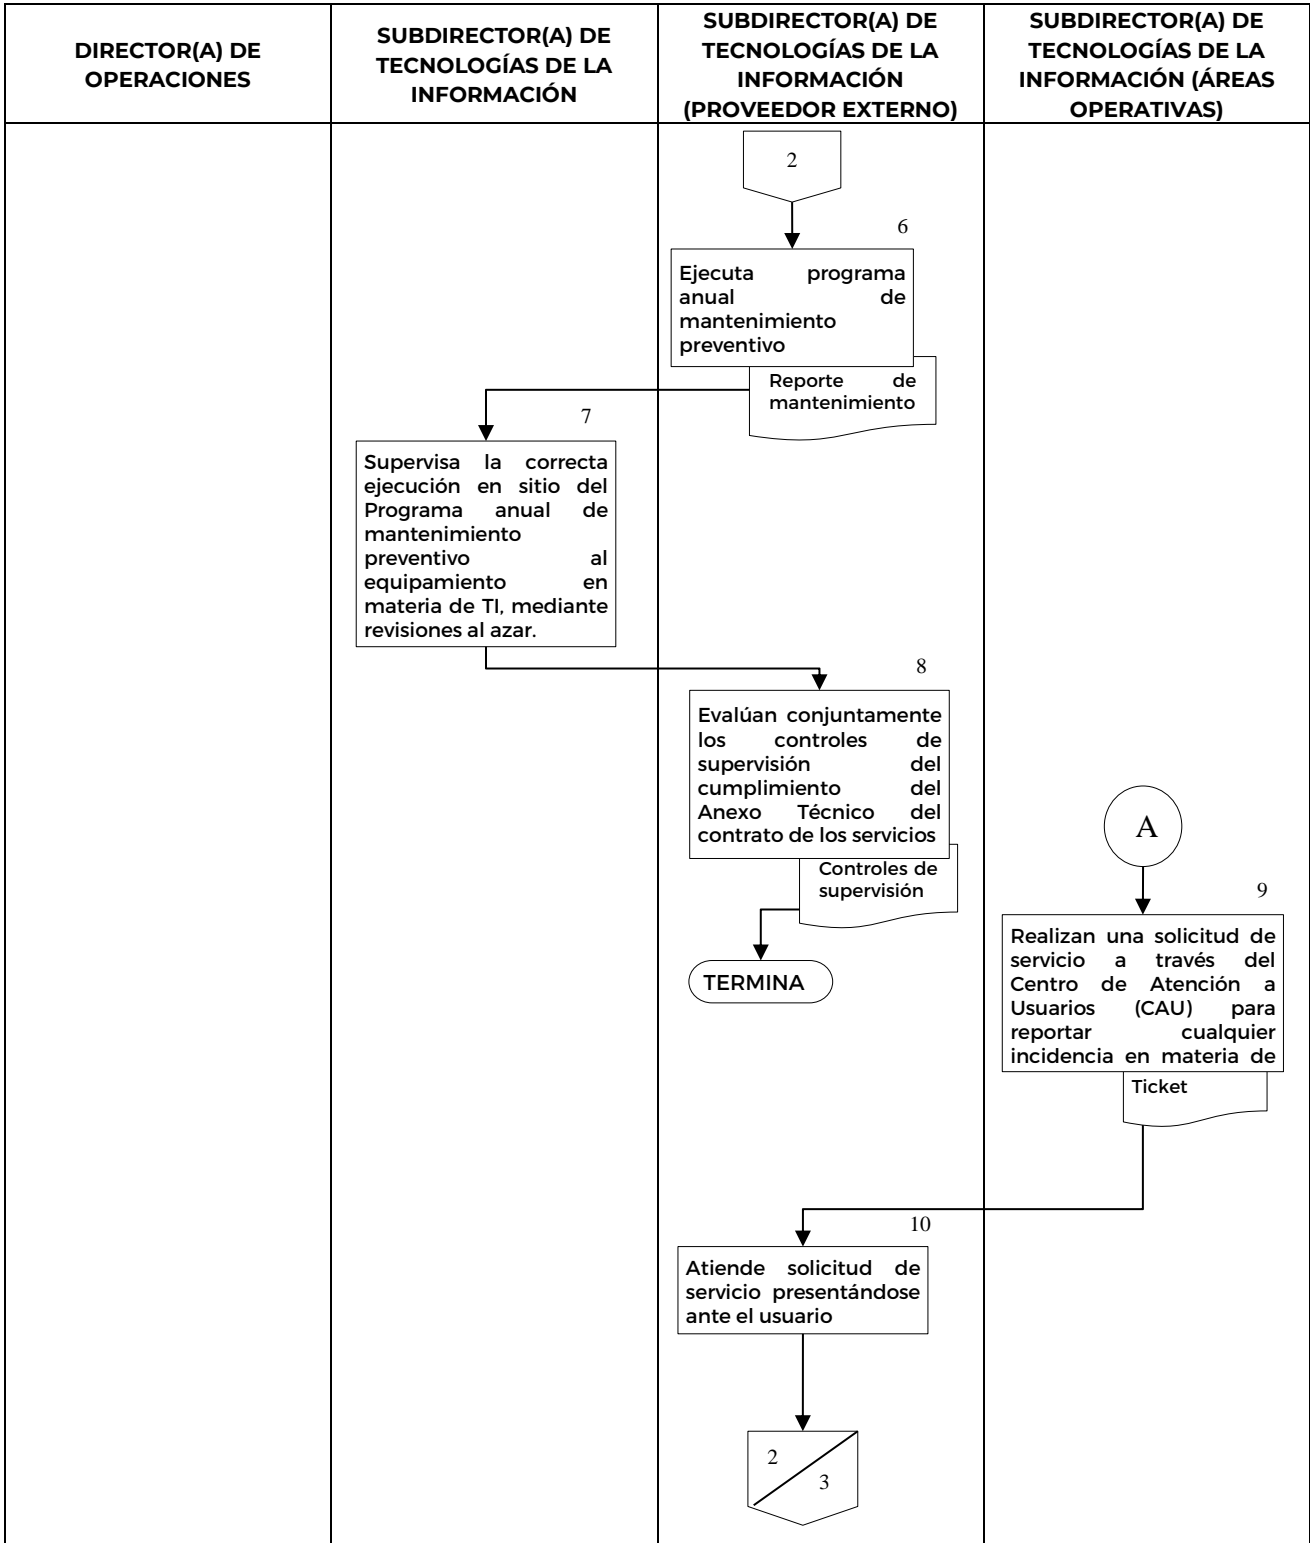 DIRECTOR(A) DE
OPERACIONES
SUBDIRECTOR(A) DE
TECNOLOGÍAS DE LA
INFORMACIÓN
SUBDIRECTOR(A) DE
TECNOLOGÍAS DE LA
INFORMACIÓN
(PROVEEDOR EXTERNO)
SUBDIRECTOR(A) DE
TECNOLOGÍAS DE LA
INFORMACIÓN (ÁREAS
OPERATIVAS)
2
6
Ejecuta programa
anual de
mantenimiento
preventivo
Reporte de
mantenimiento
7
Supervisa la correcta
ejecución en sitio del
Programa anual de
mantenimiento
preventivo al
equipamiento en
materia de TI, mediante
revisiones al azar.
8
Evalúan conjuntamente
los controles de
supervisión del
cumplimiento del
Anexo Técnico del
contrato de los servicios
Controles de
supervisión
TERMINA
A
9
Realizan una solicitud de
servicio a través del
Centro de Atención a
Usuarios (CAU) para
reportar cualquier
incidencia en materia de
Ticket
10
Atiende solicitud de
servicio presentándose
ante el usuario
2
3